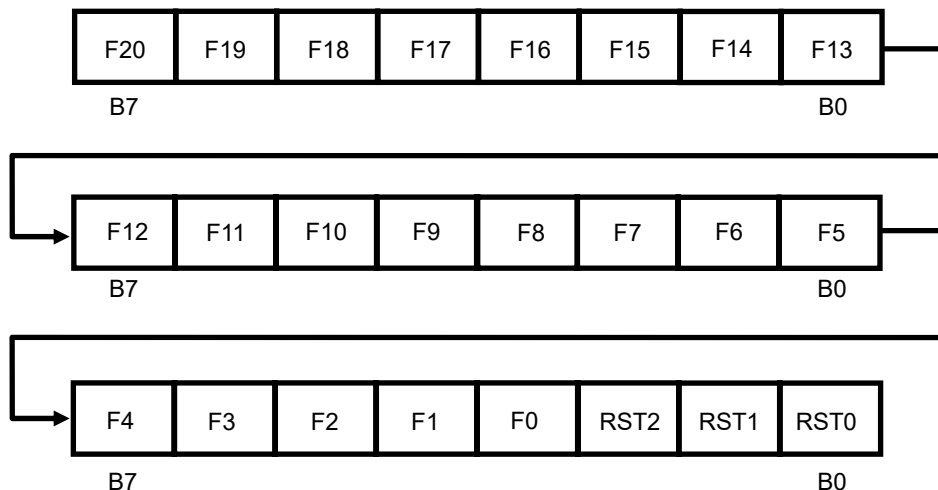 F20 F19 F18 F17 F16 F15 F14 F13
B7 B0
F12 F11 F10 F9 F8 F7 F6 F5
B7 B0
F4 F3 F2 F1 F0 RST2 RST1 RST0
B7 B0